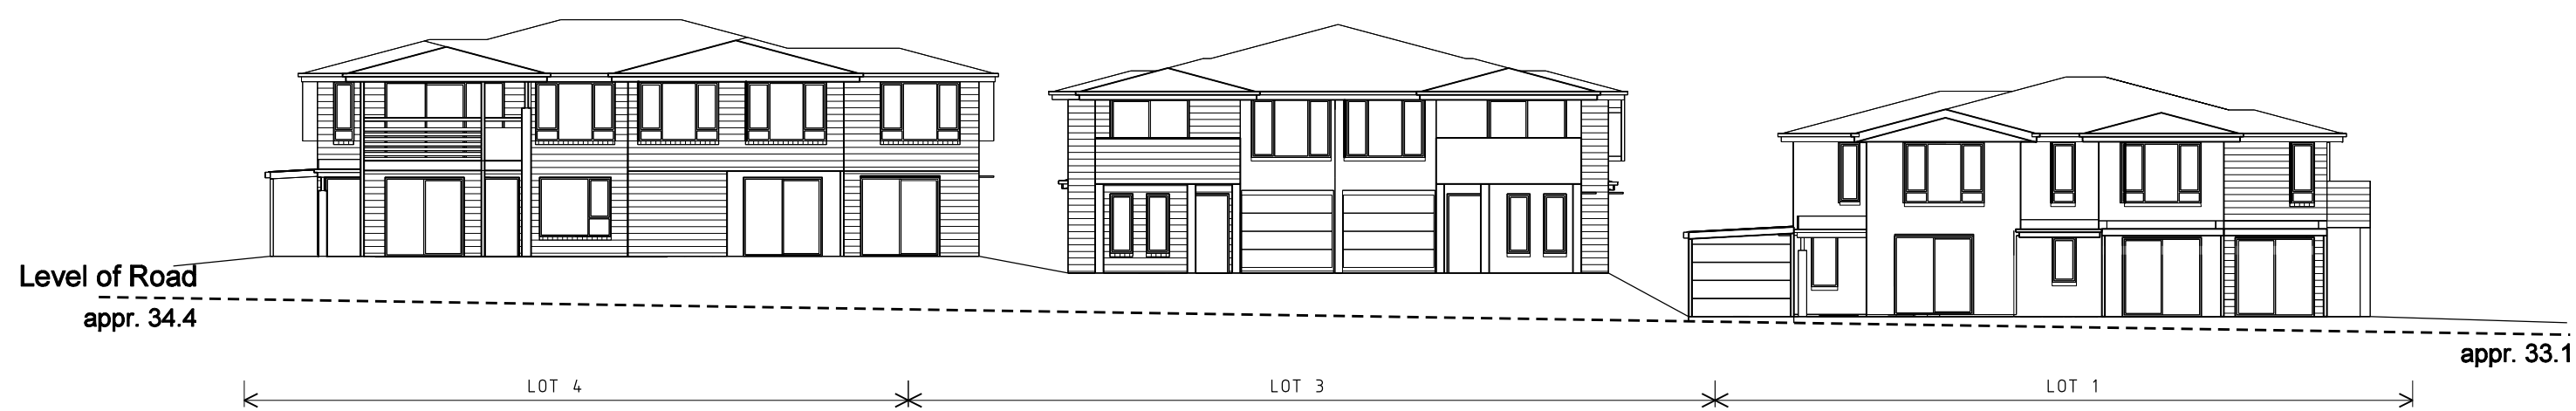 Level of Road
appr. 34.4
appr. 33.1
LOT 4
LOT 3
LOT 1